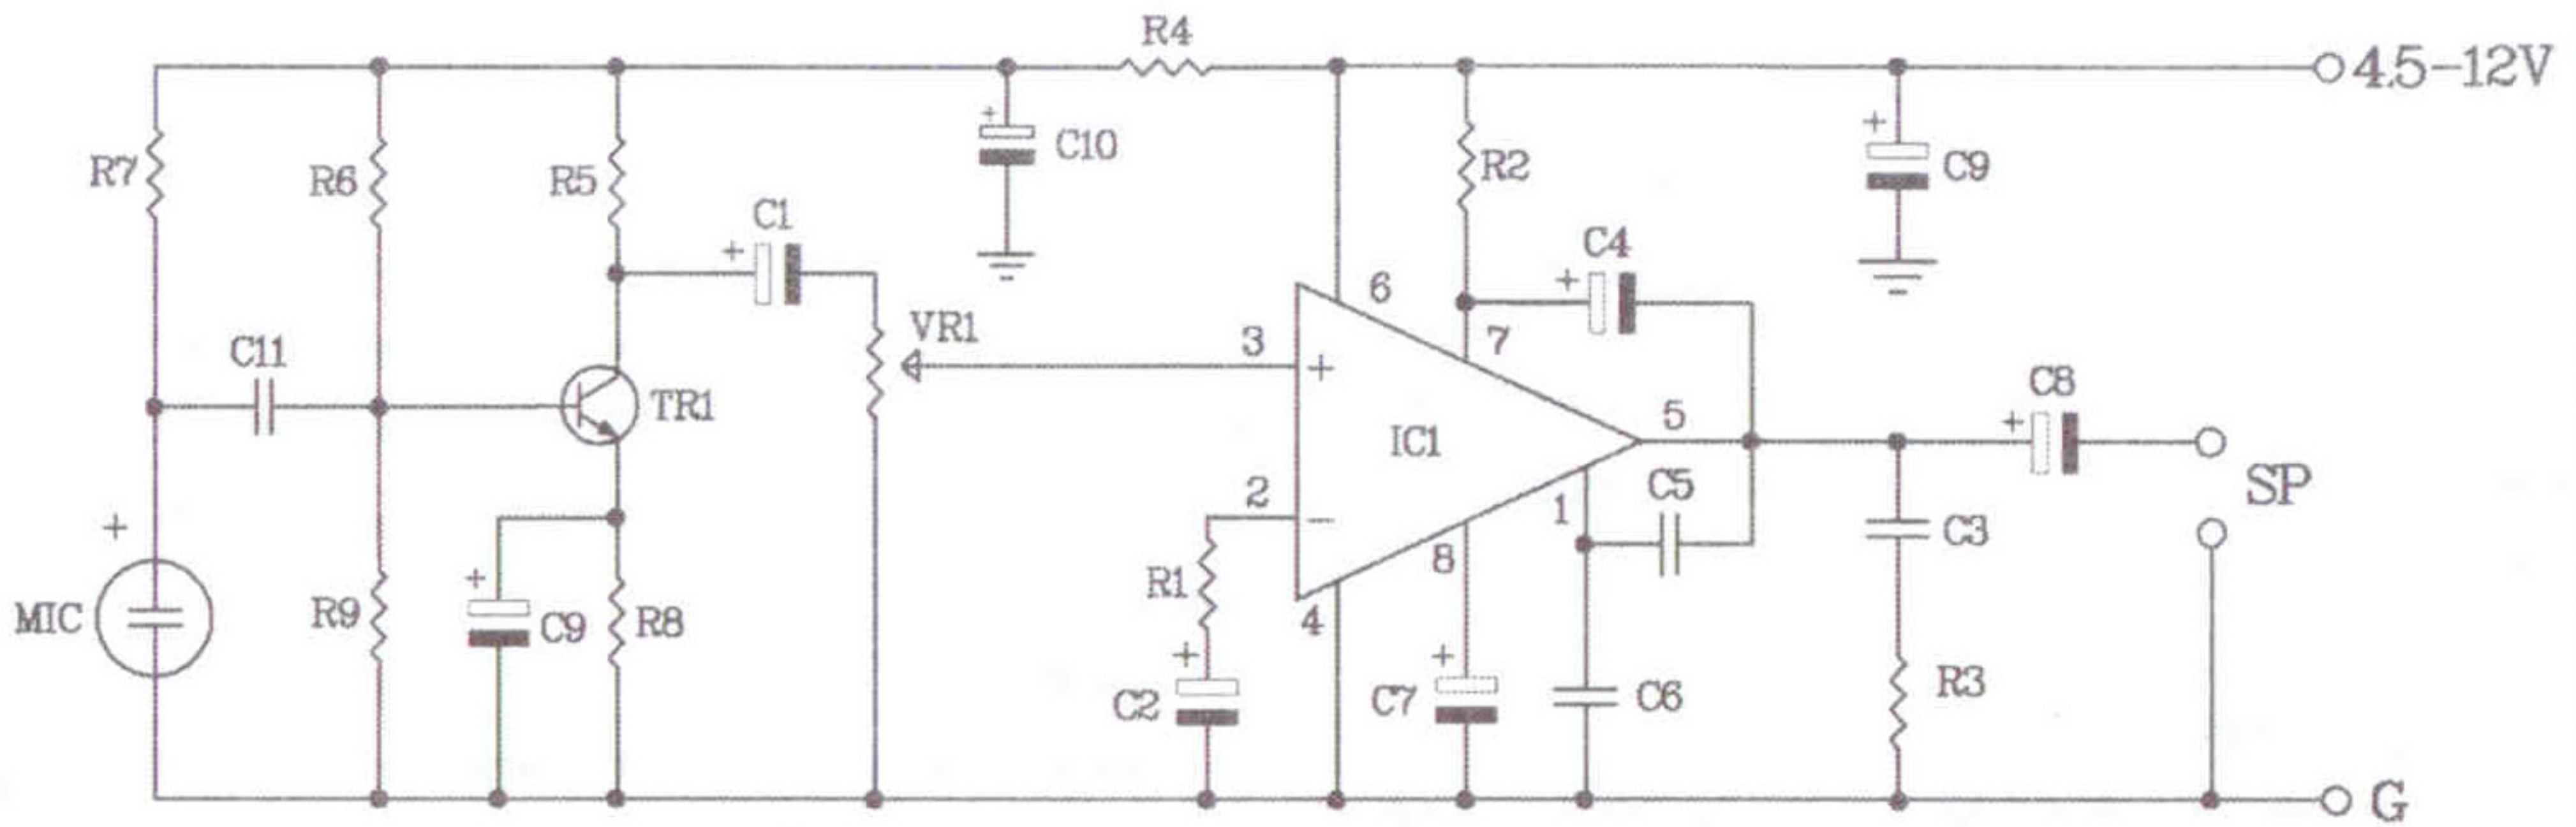 R4
4.5-12V
+
C10
+
C9
R7
R6
R5
R2
C1
+
C4
+
6
VR1
3
7
+
C11
TR1
C8
+
5
IC1
SP
2
C5
1
+
−
C3
8
R1
+
MIC
R9
C9
R8
4
+
+
R3
C2
C7
C6
G